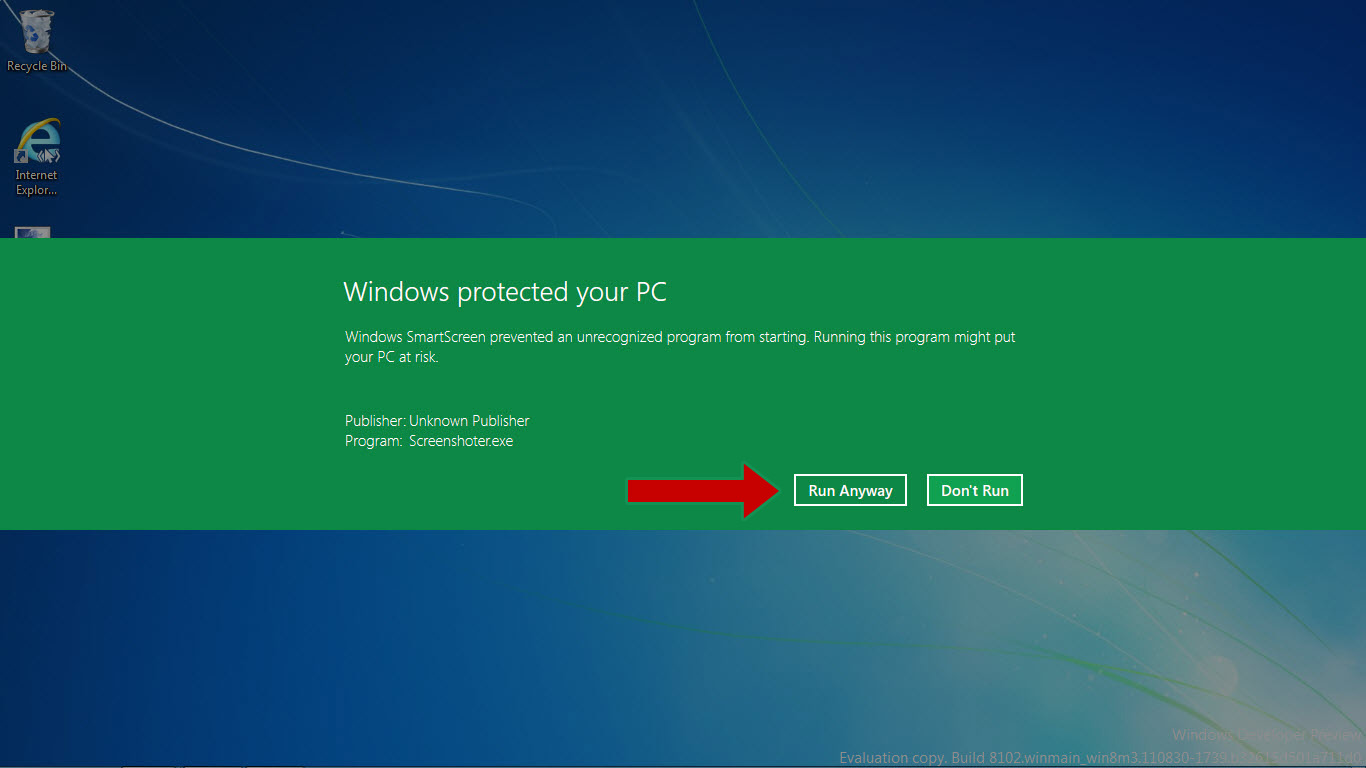 Recycle Bin
Internet
Explor...
Windows protected your PC
Windows SmartScreen prevented an unrecognized program from starting. Running this program might put
your PC at risk.
Publisher: Unknown Publisher
Program: Screenshoter.exe
Run Anyway
Don't Run
Windows Developer Preview
Evaluation copy. Build 8102.winmain_win8m3.110830-1739.